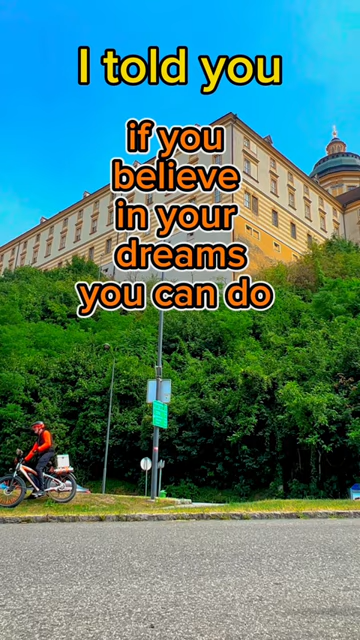 I told you
if you
believe
in your
dreams
you can do